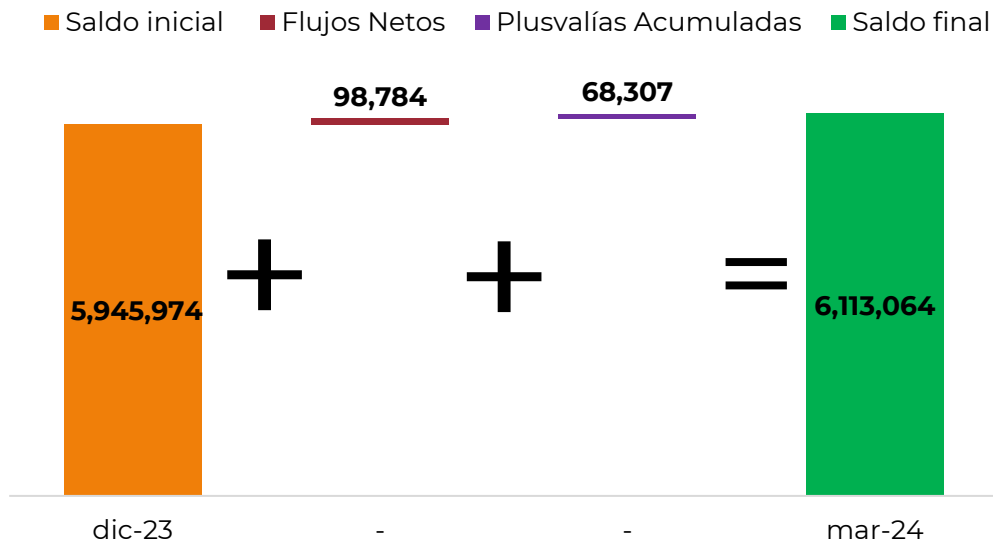 Saldo inicial Flujos Netos Plusvalías Acumuladas Saldo final
98,784 68,307
+ + =
5,945,974 6,113,064
dic-23 - - mar-24